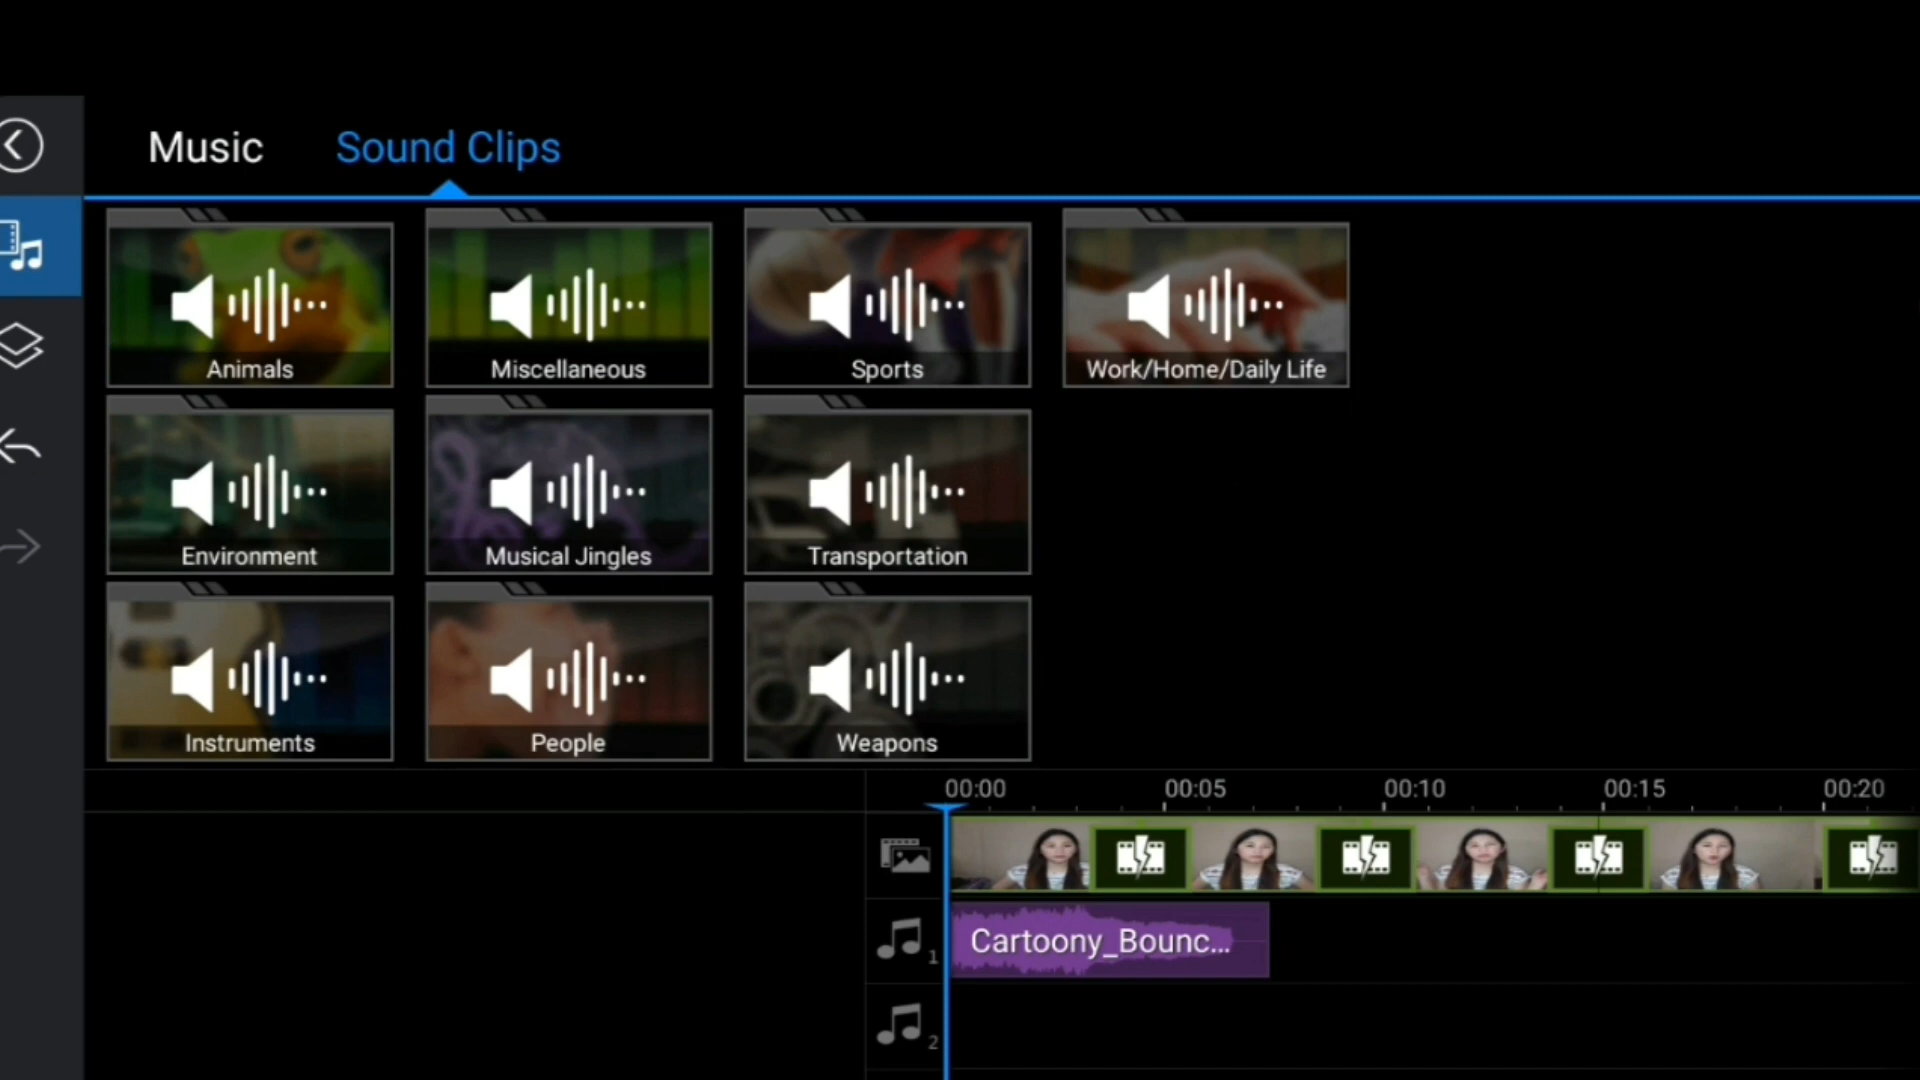 Music
Sound Clips
Animals
Miscellaneous
Sports
Work/Home/Daily Life
Environment
Musical Jingles
Transportation
Instruments
People
Weapons
00:00
00:05
00:10
00:15
00:20
1
Cartoony_Bounc...
2